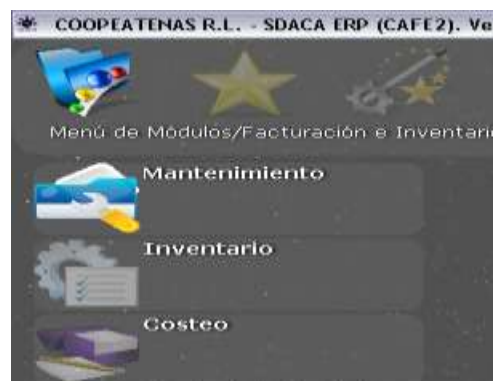 COOPEATENAS R.L. - SDACA ERP (CAFE2). Ve
Menú de Módulos/Facturación e Inventari
Mantenimiento
Inventario
Costeo